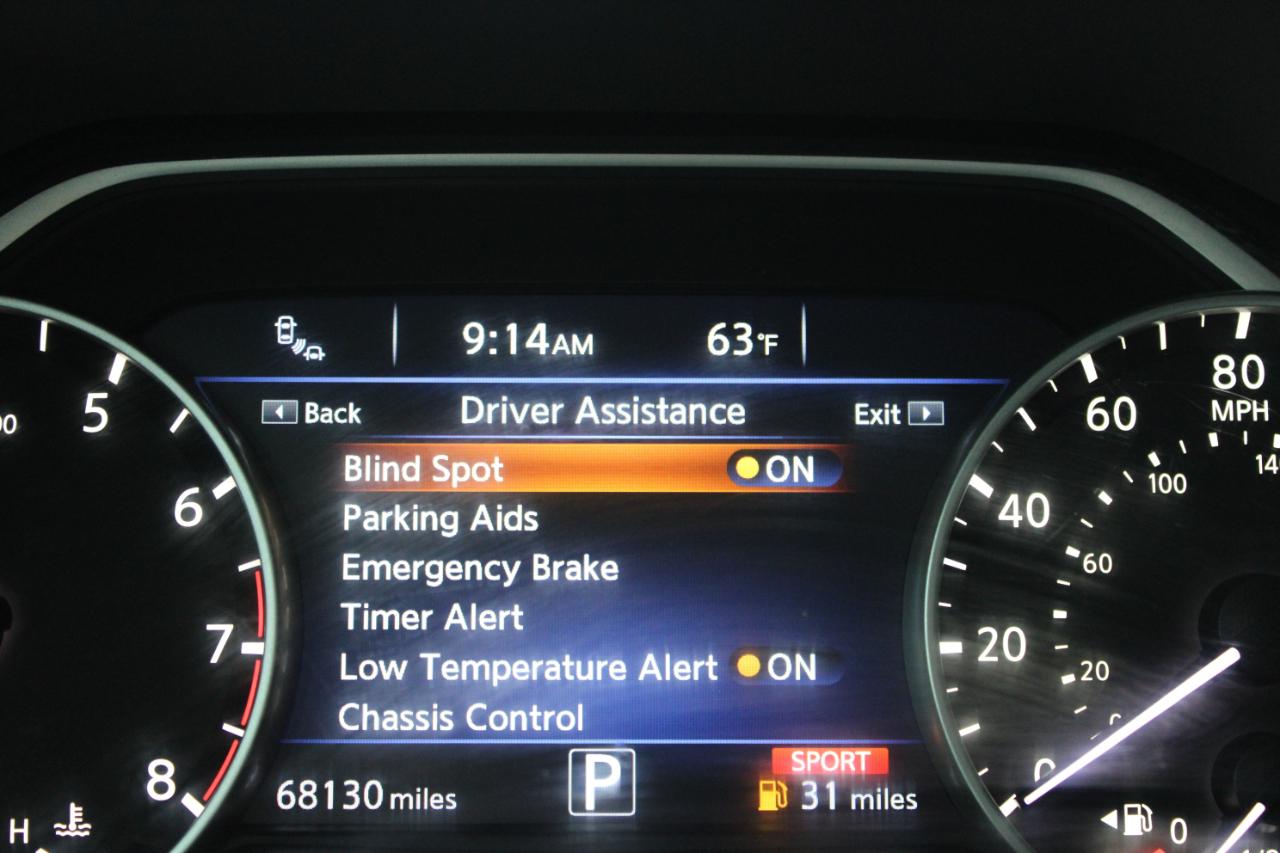 9:14AM 63°F
Back Driver Assistance Exit
Blind Spot ON
Parking Aids
Emergency Brake
Timer Alert
Low Temperature Alert ON
Chassis Control
SPORT
68130 miles P 31 miles
5
6
7
8
H
80
MPH
60
40
20
0
100
60
20
0
0